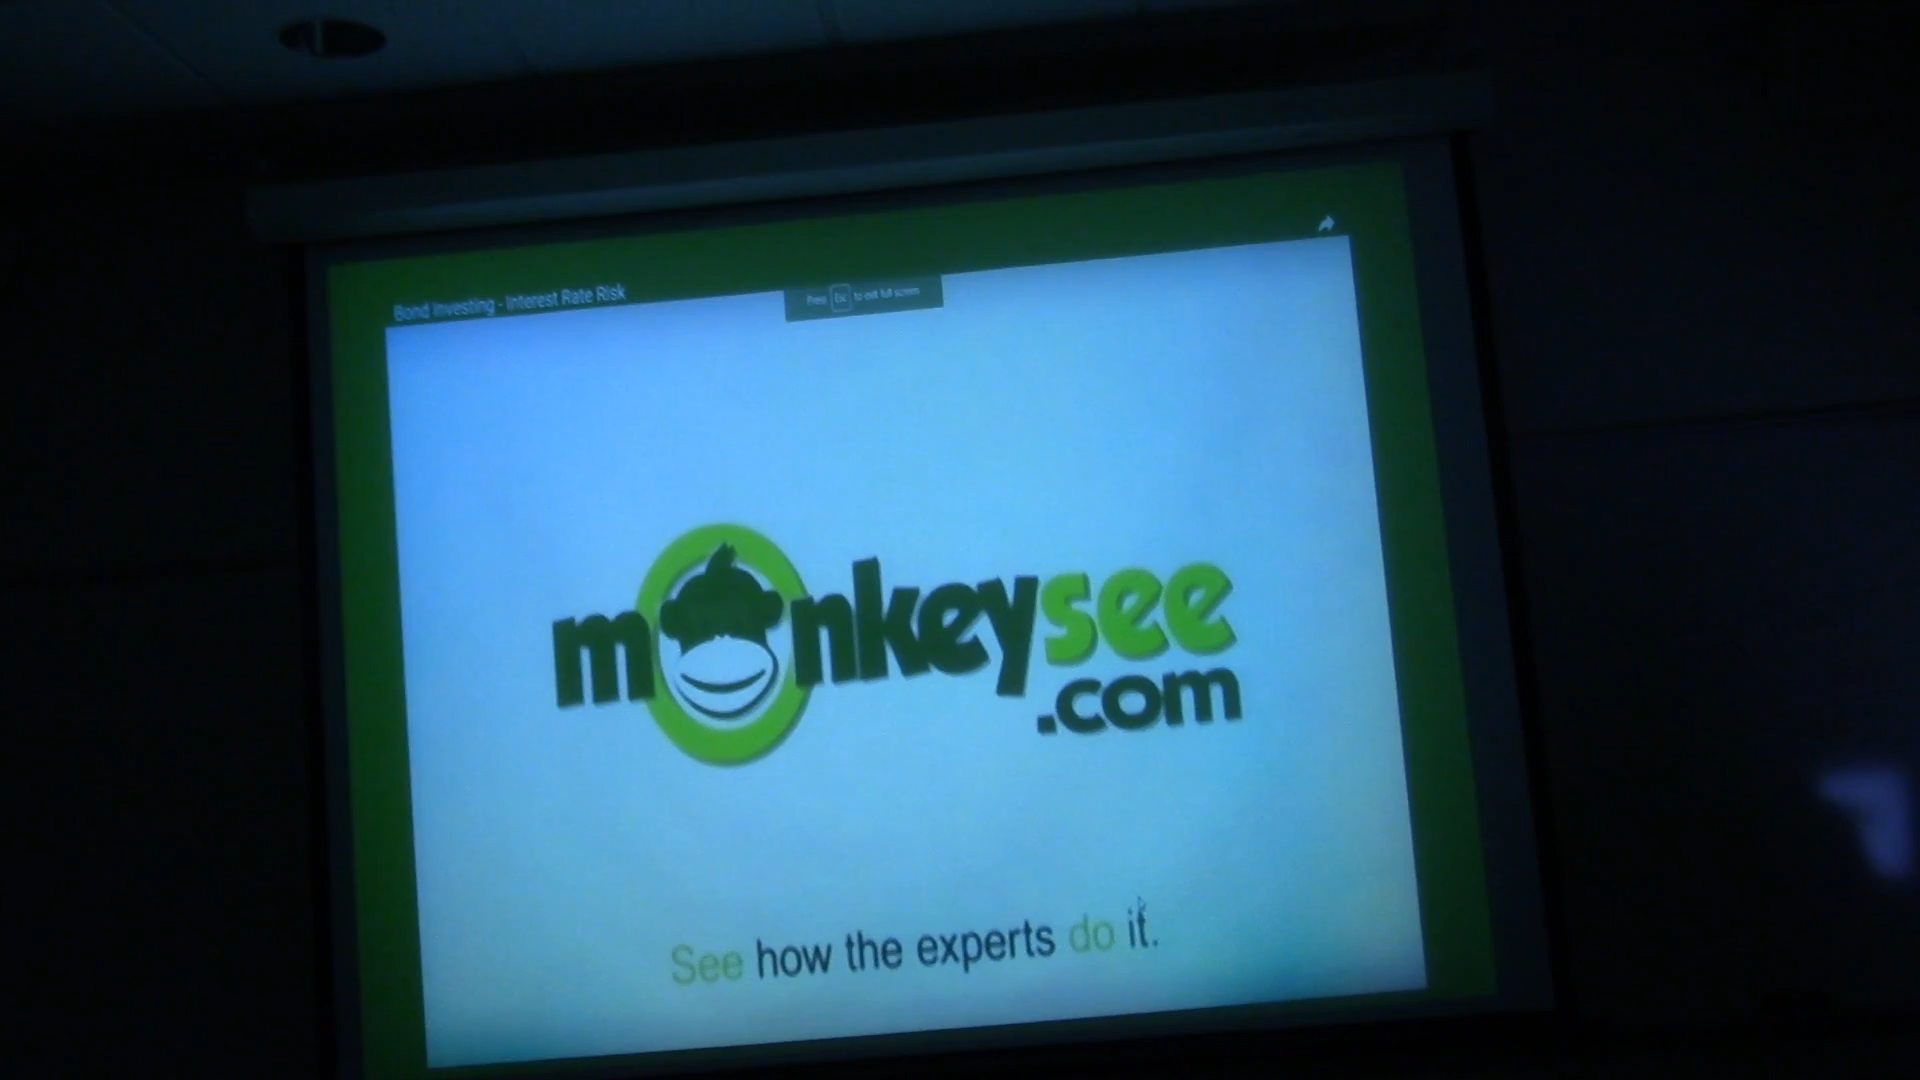 Bond Investing - Interest Rate Risk
Press Esc to exit full screen
monkeysee
.com
See how the experts do it.